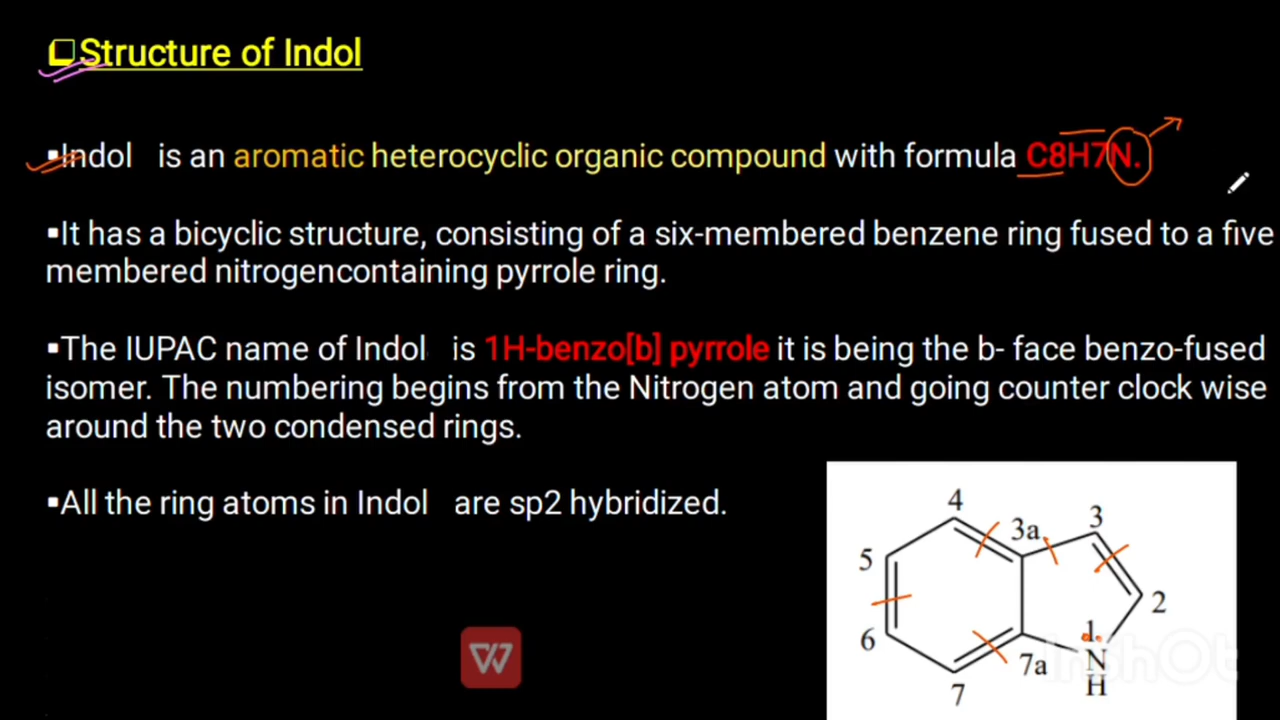 Structure of Indol
▪Indol is an aromatic heterocyclic organic compound with formula C8H7N.
▪It has a bicyclic structure, consisting of a six-membered benzene ring fused to a five
membered nitrogencontaining pyrrole ring.
▪The IUPAC name of Indol is 1H-benzo[b] pyrrole it is being the b- face benzo-fused
isomer. The numbering begins from the Nitrogen atom and going counter clock wise
around the two condensed rings.
▪All the ring atoms in Indol are sp2 hybridized.
4
3a
3
5
2
1
6
7a
N
H
7
W
InShOt